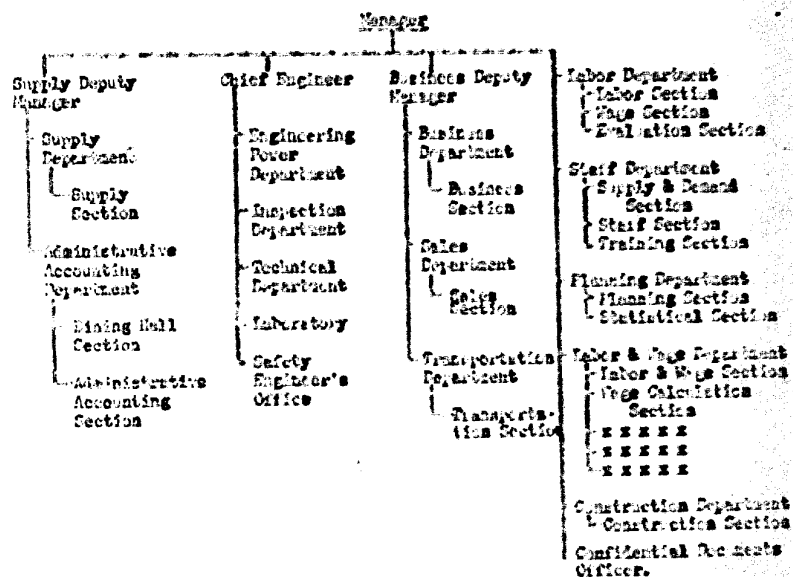 Manager
Supply Deputy
Manager
Supply
Department
Supply
Section
Administrative
Accounting
Department
Dining Hall
Section
Administrative
Accounting
Section
Chief Engineer
Engineering
Power
Department
Inspection
Department
Technical
Department
Laboratory
Safety
Engineer's
Office
Business Deputy
Manager
Business
Department
Business
Section
Sales
Department
Sales
Section
Transportation
Department
Transporta-
tion Section
Labor Department
Labor Section
Wage Section
Evaluation Section
Staff Department
Supply & Demand
Section
Staff Section
Training Section
Planning Department
Planning Section
Statistical Section
Labor & Wage Department
Labor & Wage Section
Wage Calculation
Section
X X X X X
X X X X X
X X X X X
Construction Department
Construction Section
Confidential Documents
Officer.